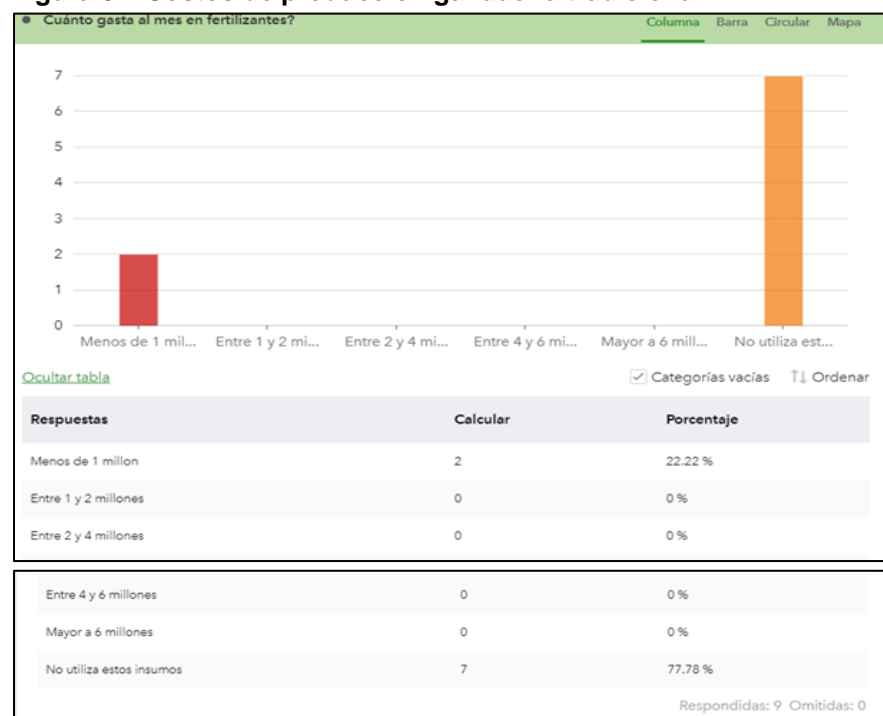 Cuánto gasta al mes en fertilizantes?
Columna Barra Circular Mapa
7
6
5
4
3
2
1
0
Menos de 1 mil... Entre 1 y 2 mi... Entre 2 y 4 mi... Entre 4 y 6 mi... Mayor a 6 mill... No utiliza est...
Ocultar tabla Categorías vacías Ordenar
Respuestas Calcular Porcentaje
Menos de 1 millon 2 22.22 %
Entre 1 y 2 millones 0 0 %
Entre 2 y 4 millones 0 0 %
Entre 4 y 6 millones 0 0 %
Mayor a 6 millones 0 0 %
No utiliza estos insumos 7 77.78 %
Respondidas: 9 Omitidas: 0